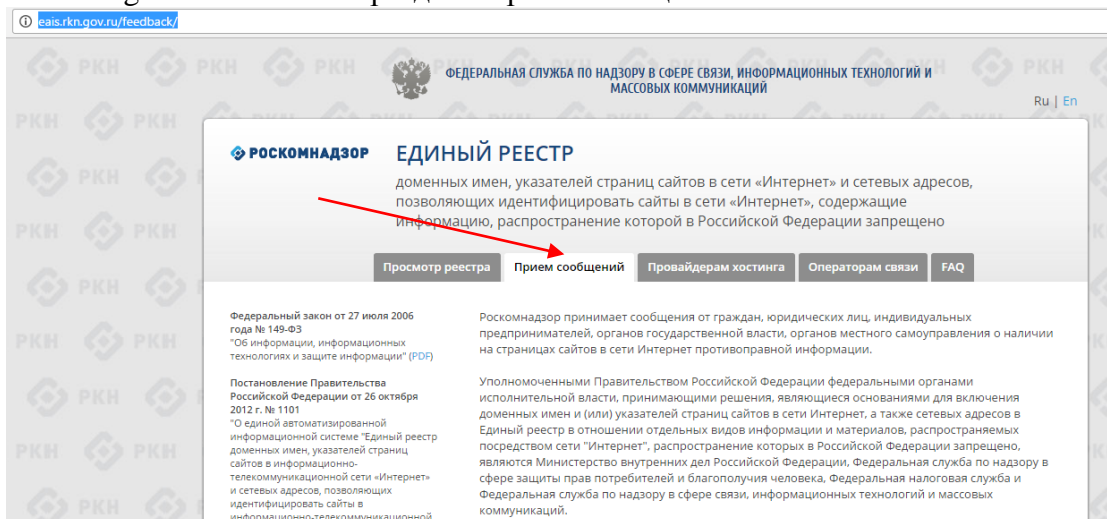 eais.rkn.gov.ru/feedback/
ФЕДЕРАЛЬНАЯ СЛУЖБА ПО НАДЗОРУ В СФЕРЕ СВЯЗИ, ИНФОРМАЦИОННЫХ ТЕХНОЛОГИЙ И
МАССОВЫХ КОММУНИКАЦИЙ
Ru | En
РОСКОМНАДЗОР
ЕДИНЫЙ РЕЕСТР
доменных имен, указателей страниц сайтов в сети «Интернет» и сетевых адресов,
позволяющих идентифицировать сайты в сети «Интернет», содержащие
информацию, распространение которой в Российской Федерации запрещено
Просмотр реестра Прием сообщений Провайдерам хостинга Операторам связи FAQ
Федеральный закон от 27 июля 2006
года № 149-ФЗ
"Об информации, информационных
технологиях и защите информации" (PDF)
Постановление Правительства
Российской Федерации от 26 октября
2012 г. № 1101
"О единой автоматизированной
информационной системе "Единый реестр
доменных имен, указателей страниц
сайтов в информационно-
телекоммуникационной сети «Интернет»
и сетевых адресов, позволяющих
идентифицировать сайты в
информационно-телекоммуникационной
Роскомнадзор принимает сообщения от граждан, юридических лиц, индивидуальных
предпринимателей, органов государственной власти, органов местного самоуправления о наличии
на страницах сайтов в сети Интернет противоправной информации.
Уполномоченными Правительством Российской Федерации федеральными органами
исполнительной власти, принимающими решения, являющиеся основаниями для включения
доменных имен и (или) указателей страниц сайтов в сети Интернет, а также сетевых адресов в
Единый реестр в отношении отдельных видов информации и материалов, распространяемых
посредством сети "Интернет", распространение которых в Российской Федерации запрещено,
являются Министерство внутренних дел Российской Федерации, Федеральная служба по надзору в
сфере защиты прав потребителей и благополучия человека, Федеральная налоговая служба и
Федеральная служба по надзору в сфере связи, информационных технологий и массовых
коммуникаций.